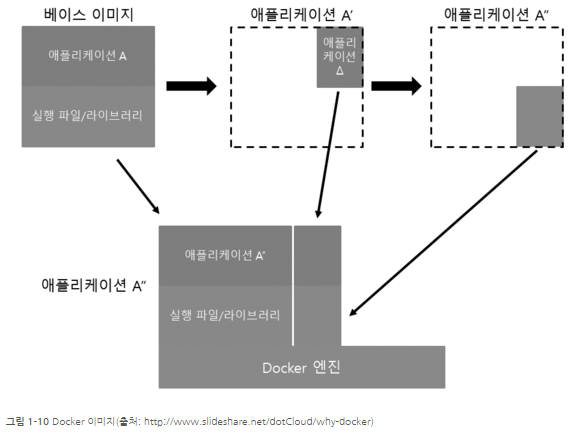 베이스 이미지
애플리케이션 A′
애플리케이션 A″
애플리케이션 A
실행 파일/라이브러리
애플리
케이션
Δ
애플리케이션 A″
애플리케이션 A″
실행 파일/라이브러리
Docker 엔진
그림 1-10 Docker 이미지(출처: http://www.slideshare.net/dotCloud/why-docker)